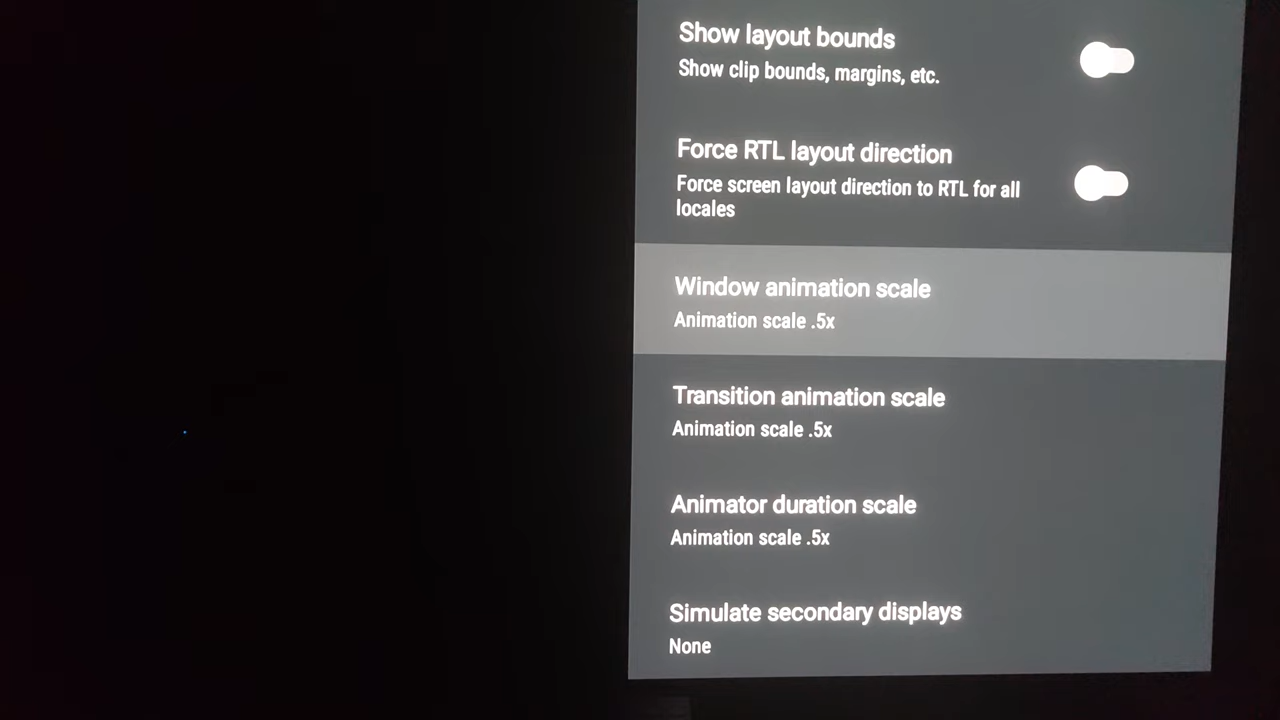 Show layout bounds
Show clip bounds, margins, etc.
Force RTL layout direction
Force screen layout direction to RTL for all
locales
Window animation scale
Animation scale .5x
Transition animation scale
Animation scale .5x
Animator duration scale
Animation scale .5x
Simulate secondary displays
None